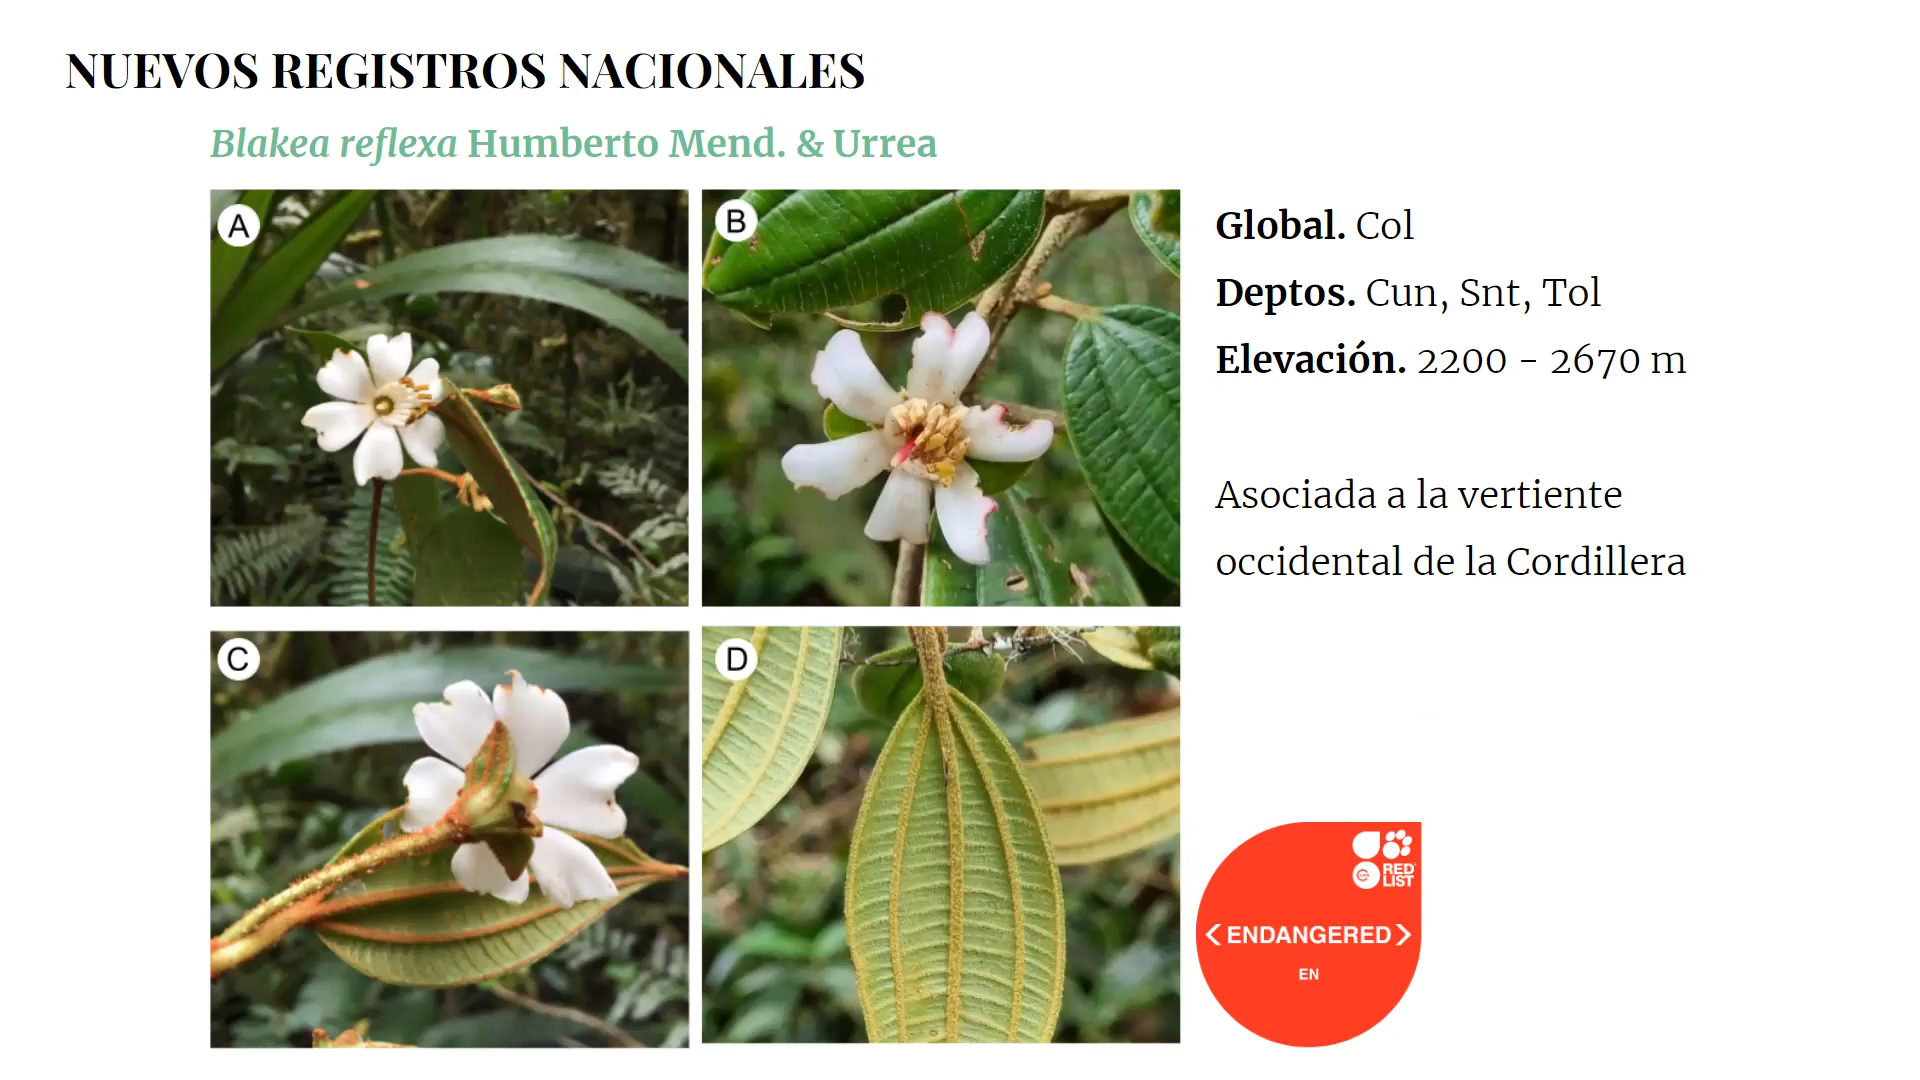 NUEVOS REGISTROS NACIONALES
Blakea reflexa Humberto Mend. & Urrea
A
B
Global. Col
Deptos. Cun, Snt, Tol
Elevación. 2200 - 2670 m
Asociada a la vertiente
occidental de la Cordillera
C
D
RED
LIST
<ENDANGERED>
EN